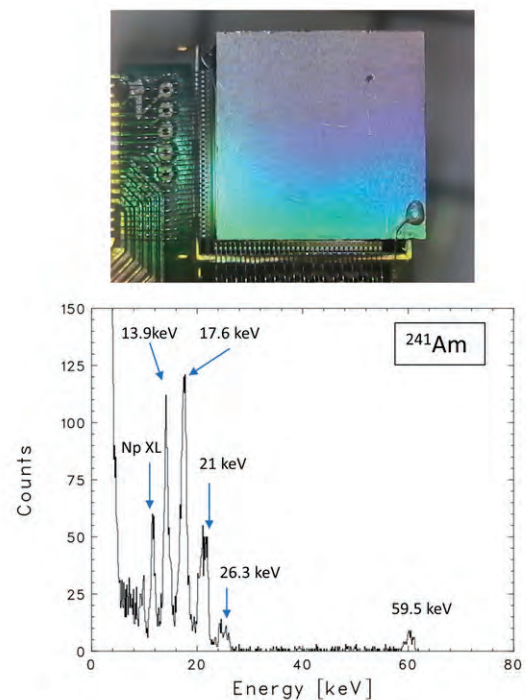 150
13.9keV
17.6 keV
²⁴¹Am
125
100
Np XL
75
21 keV
Counts
50
26.3 keV
25
59.5 keV
0
0
20
40
60
80
100
Energy [keV]